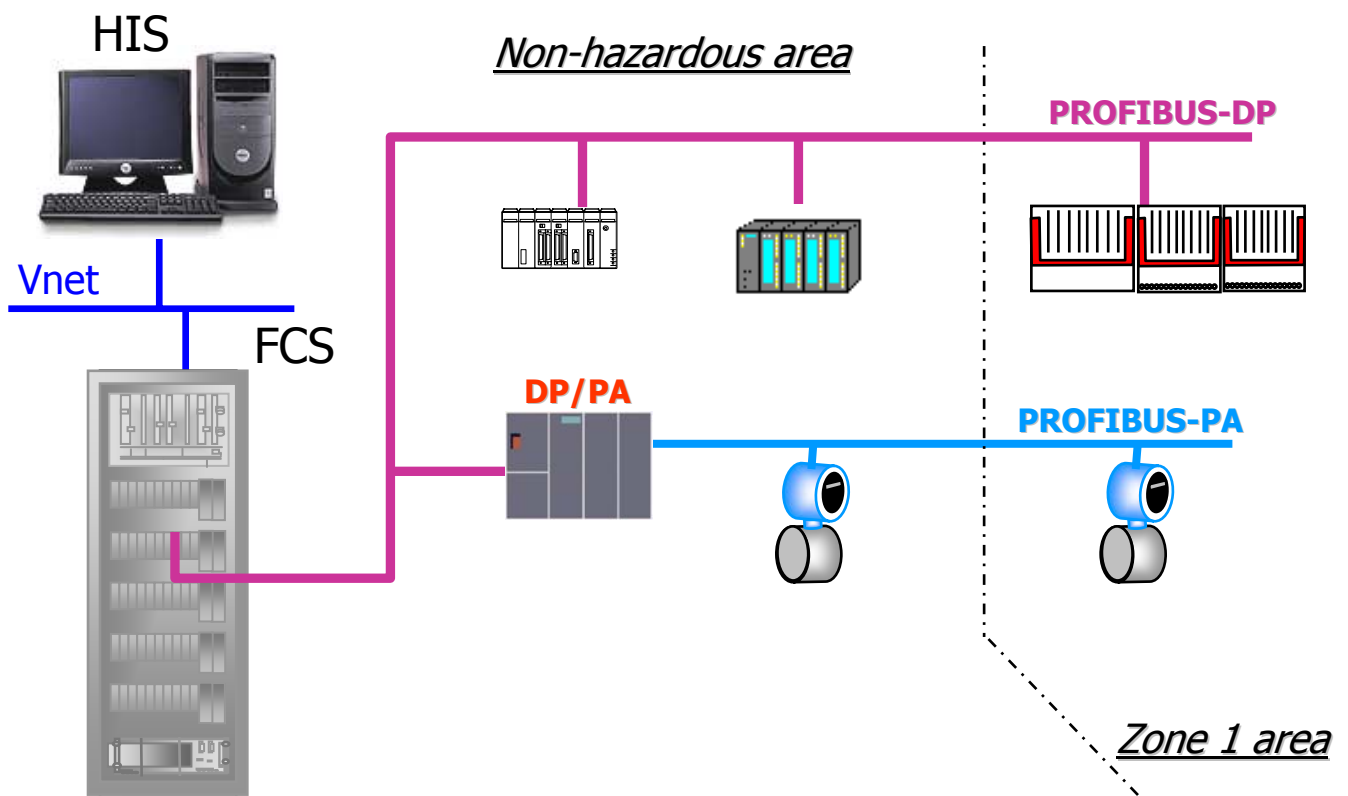 HIS
Non-hazardous area
PROFIBUS-DP
Vnet
FCS
DP/PA
PROFIBUS-PA
Zone 1 area